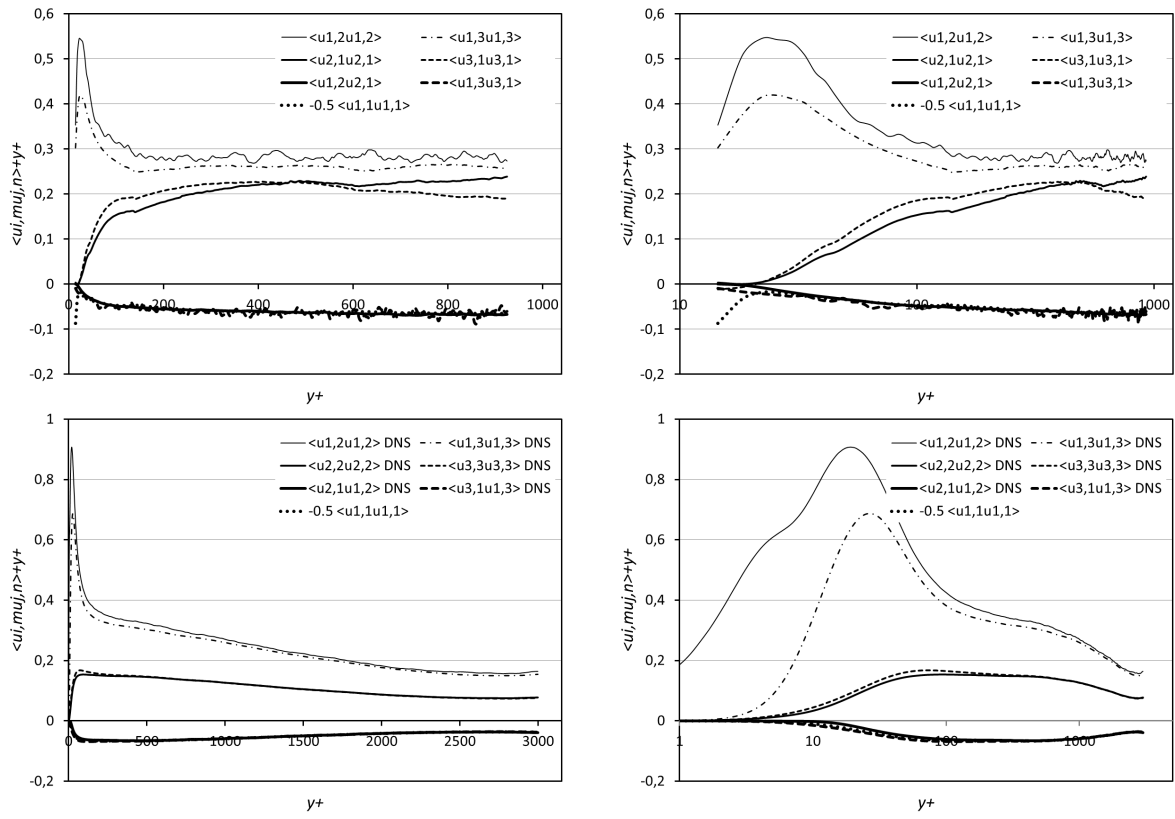 0,6
0,5
0,4
0,3
0,2
0,1
0
-0,1
-0,2
0 200 400 600 800 1000
<ui,muj,n>+y+
y+
<u1,2u1,2> <u1,3u1,3>
<u2,1u2,1> <u3,1u3,1>
<u1,2u2,1> <u1,3u3,1>
-0.5 <u1,1u1,1>
0,6
0,5
0,4
0,3
0,2
0,1
0
-0,1
-0,2
10 100 1000
<ui,muj,n>+y+
y+
<u1,2u1,2> <u1,3u1,3>
<u2,1u2,1> <u3,1u3,1>
<u1,2u2,1> <u1,3u3,1>
-0.5 <u1,1u1,1>
1
0,8
0,6
0,4
0,2
0
-0,2
0 500 1000 1500 2000 2500 3000
<ui,muj,n>+y+
y+
<u1,2u1,2> DNS <u1,3u1,3> DNS
<u2,2u2,2> DNS <u3,3u3,3> DNS
<u2,1u1,2> DNS <u3,1u1,3> DNS
-0.5 <u1,1u1,1>
1
0,8
0,6
0,4
0,2
0
-0,2
1 10 100 1000
<ui,muj,n>+y+
y+
<u1,2u1,2> DNS <u1,3u1,3> DNS
<u2,2u2,2> DNS <u3,3u3,3> DNS
<u2,1u1,2> DNS <u3,1u1,3> DNS
-0.5 <u1,1u1,1>